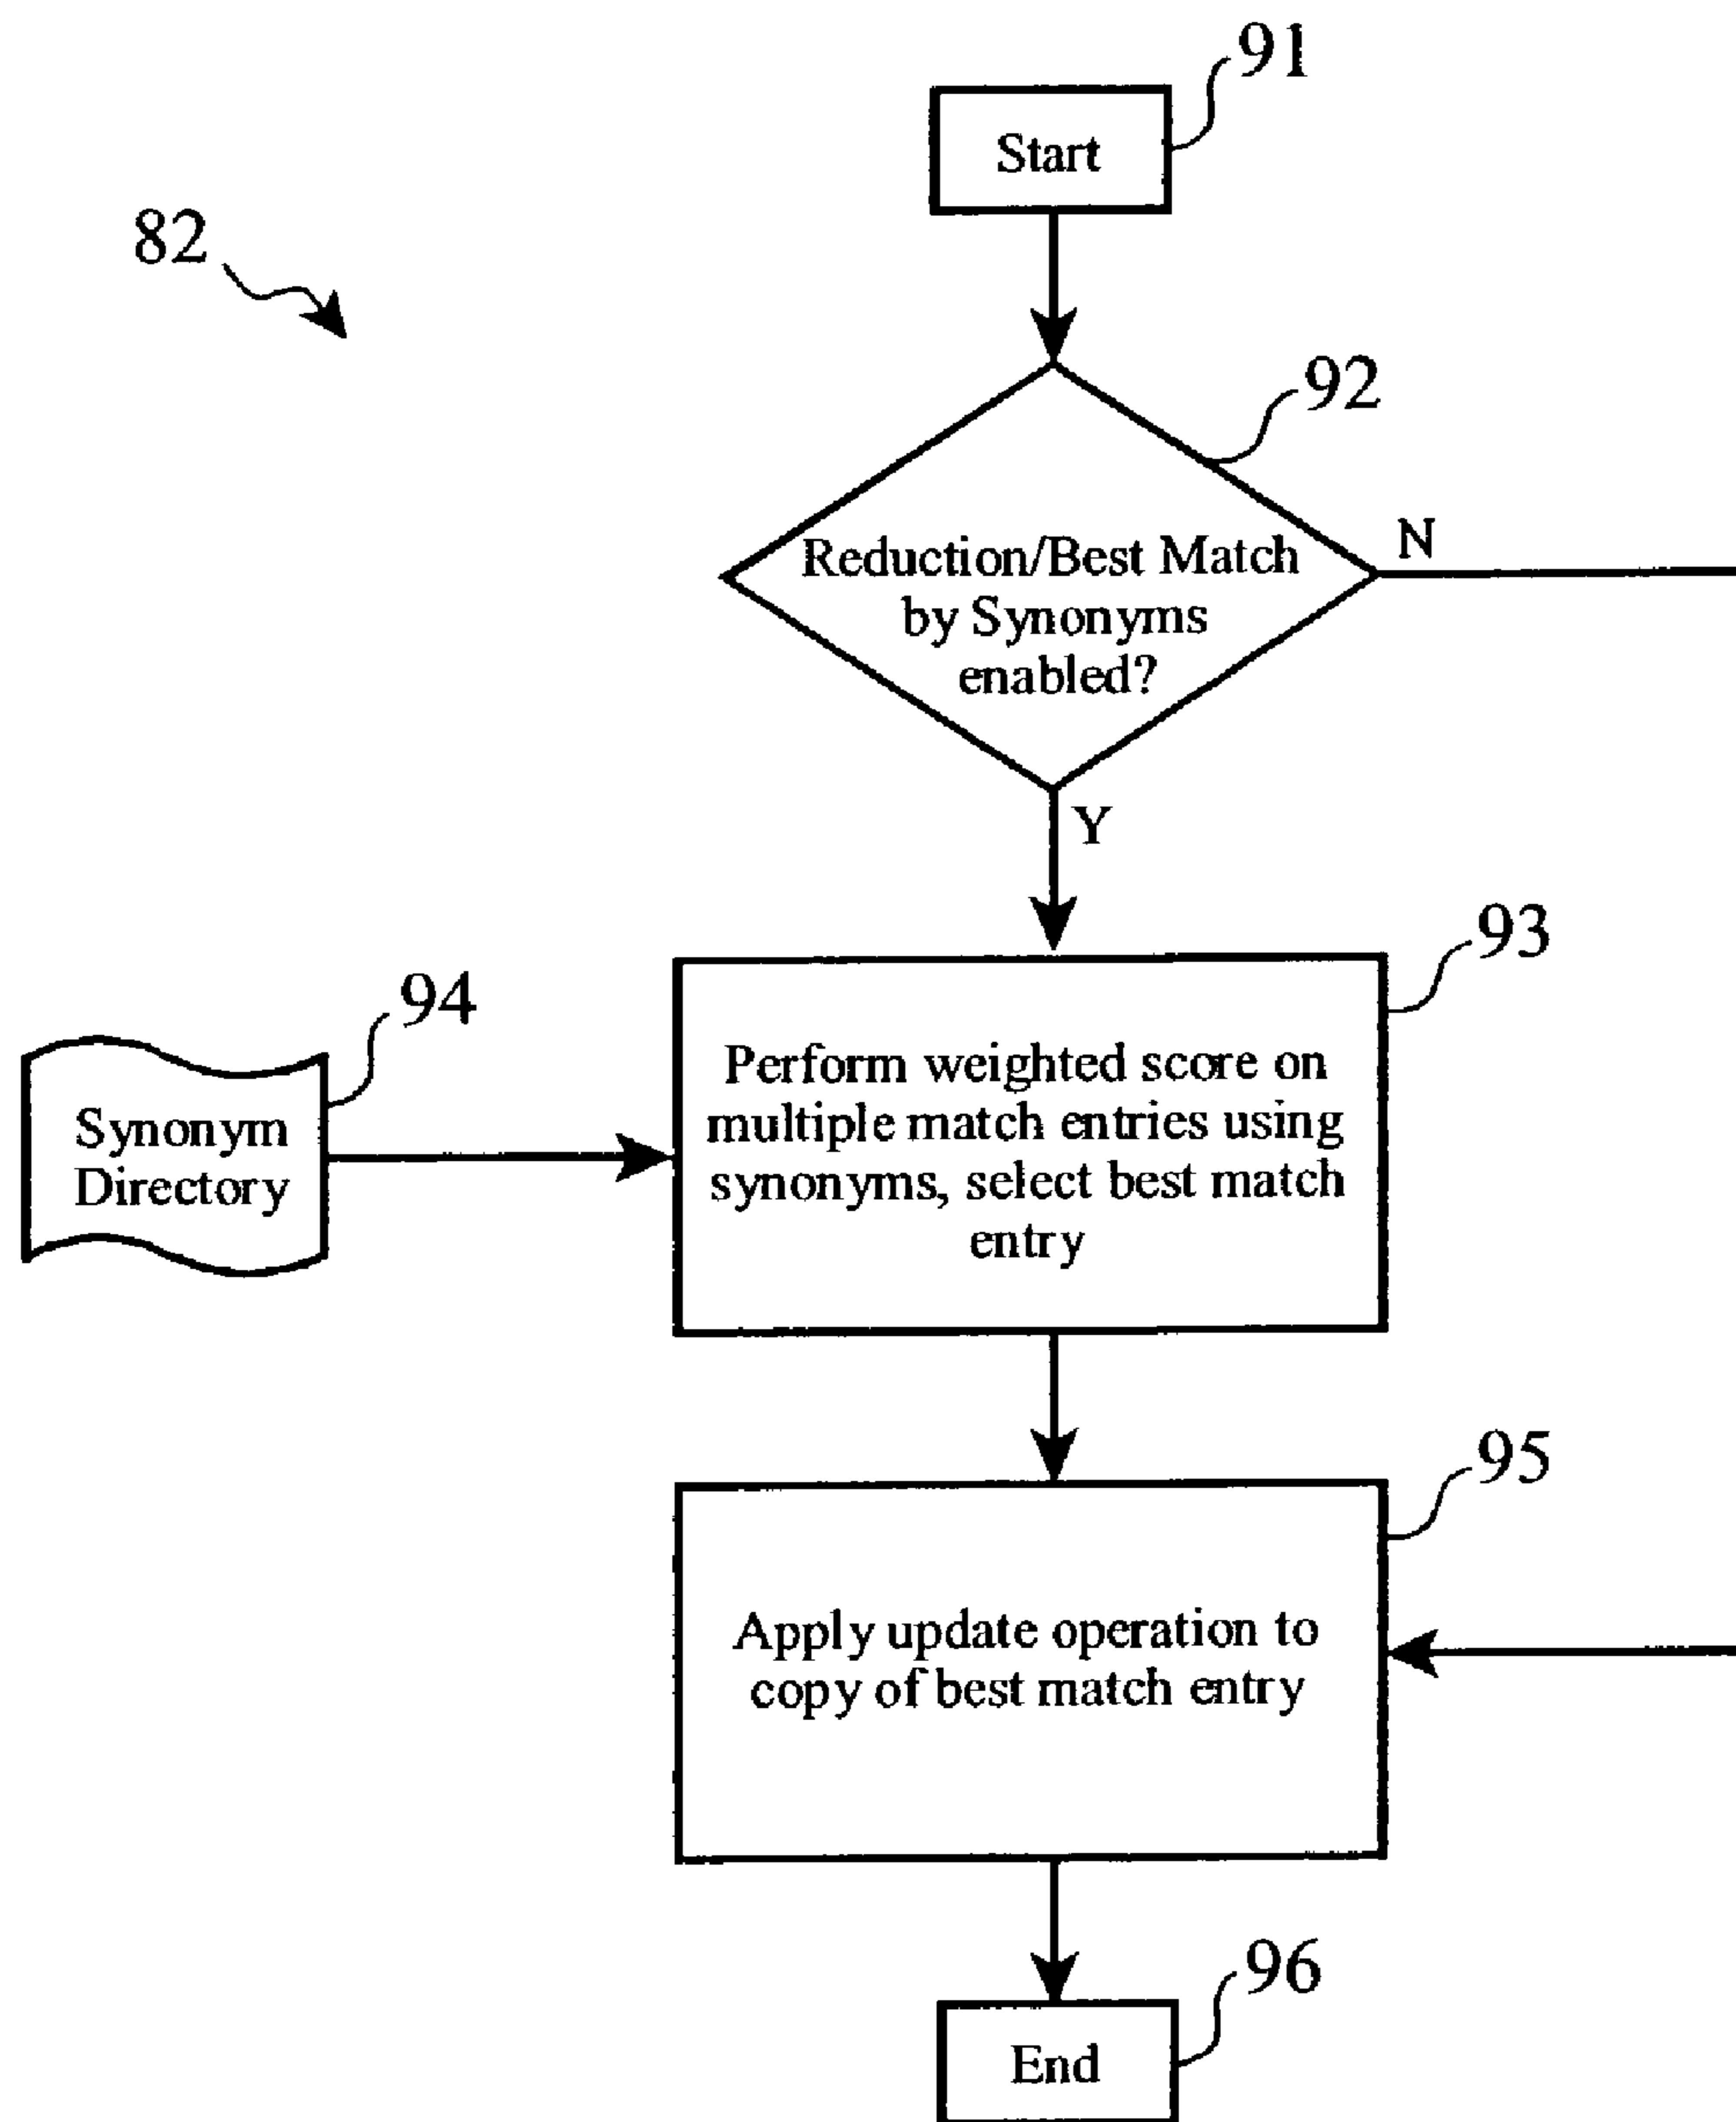 91
Start
82
92
Reduction/Best Match
by Synonyms
enabled?
N
Y
93
94
Synonym
Directory
Perform weighted score on
multiple match entries using
synonyms, select best match
entry
95
Apply update operation to
copy of best match entry
96
End